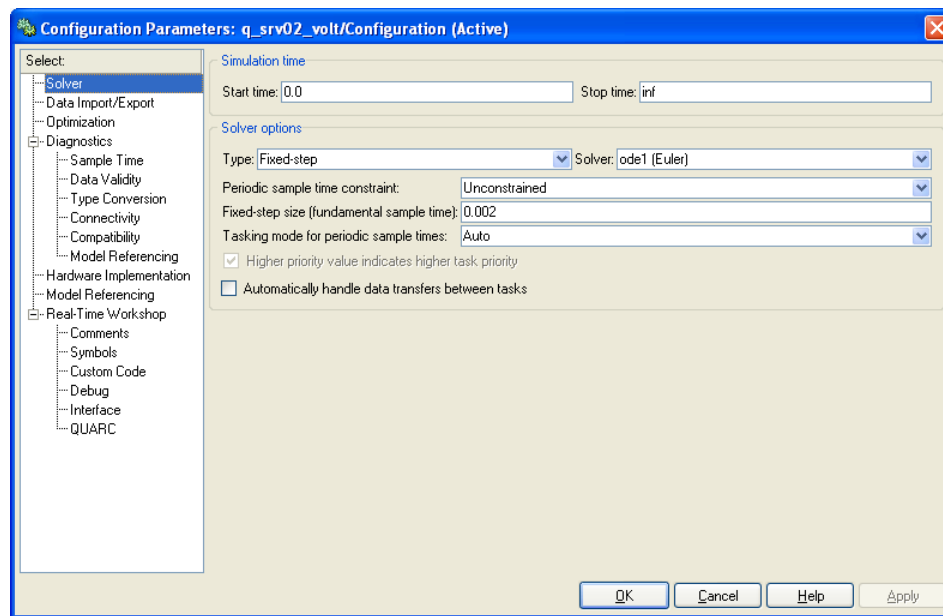 Configuration Parameters: q_srv02_volt/Configuration (Active)
Select:
Solver
Data Import/Export
Optimization
Diagnostics
Sample Time
Data Validity
Type Conversion
Connectivity
Compatibility
Model Referencing
Hardware Implementation
Model Referencing
Real-Time Workshop
Comments
Symbols
Custom Code
Debug
Interface
QUARC
Simulation time
Start time: 0.0 Stop time: inf
Solver options
Type: Fixed-step Solver: ode1 (Euler)
Periodic sample time constraint: Unconstrained
Fixed-step size (fundamental sample time): 0.002
Tasking mode for periodic sample times: Auto
Higher priority value indicates higher task priority
Automatically handle data transfers between tasks
OK Cancel Help Apply